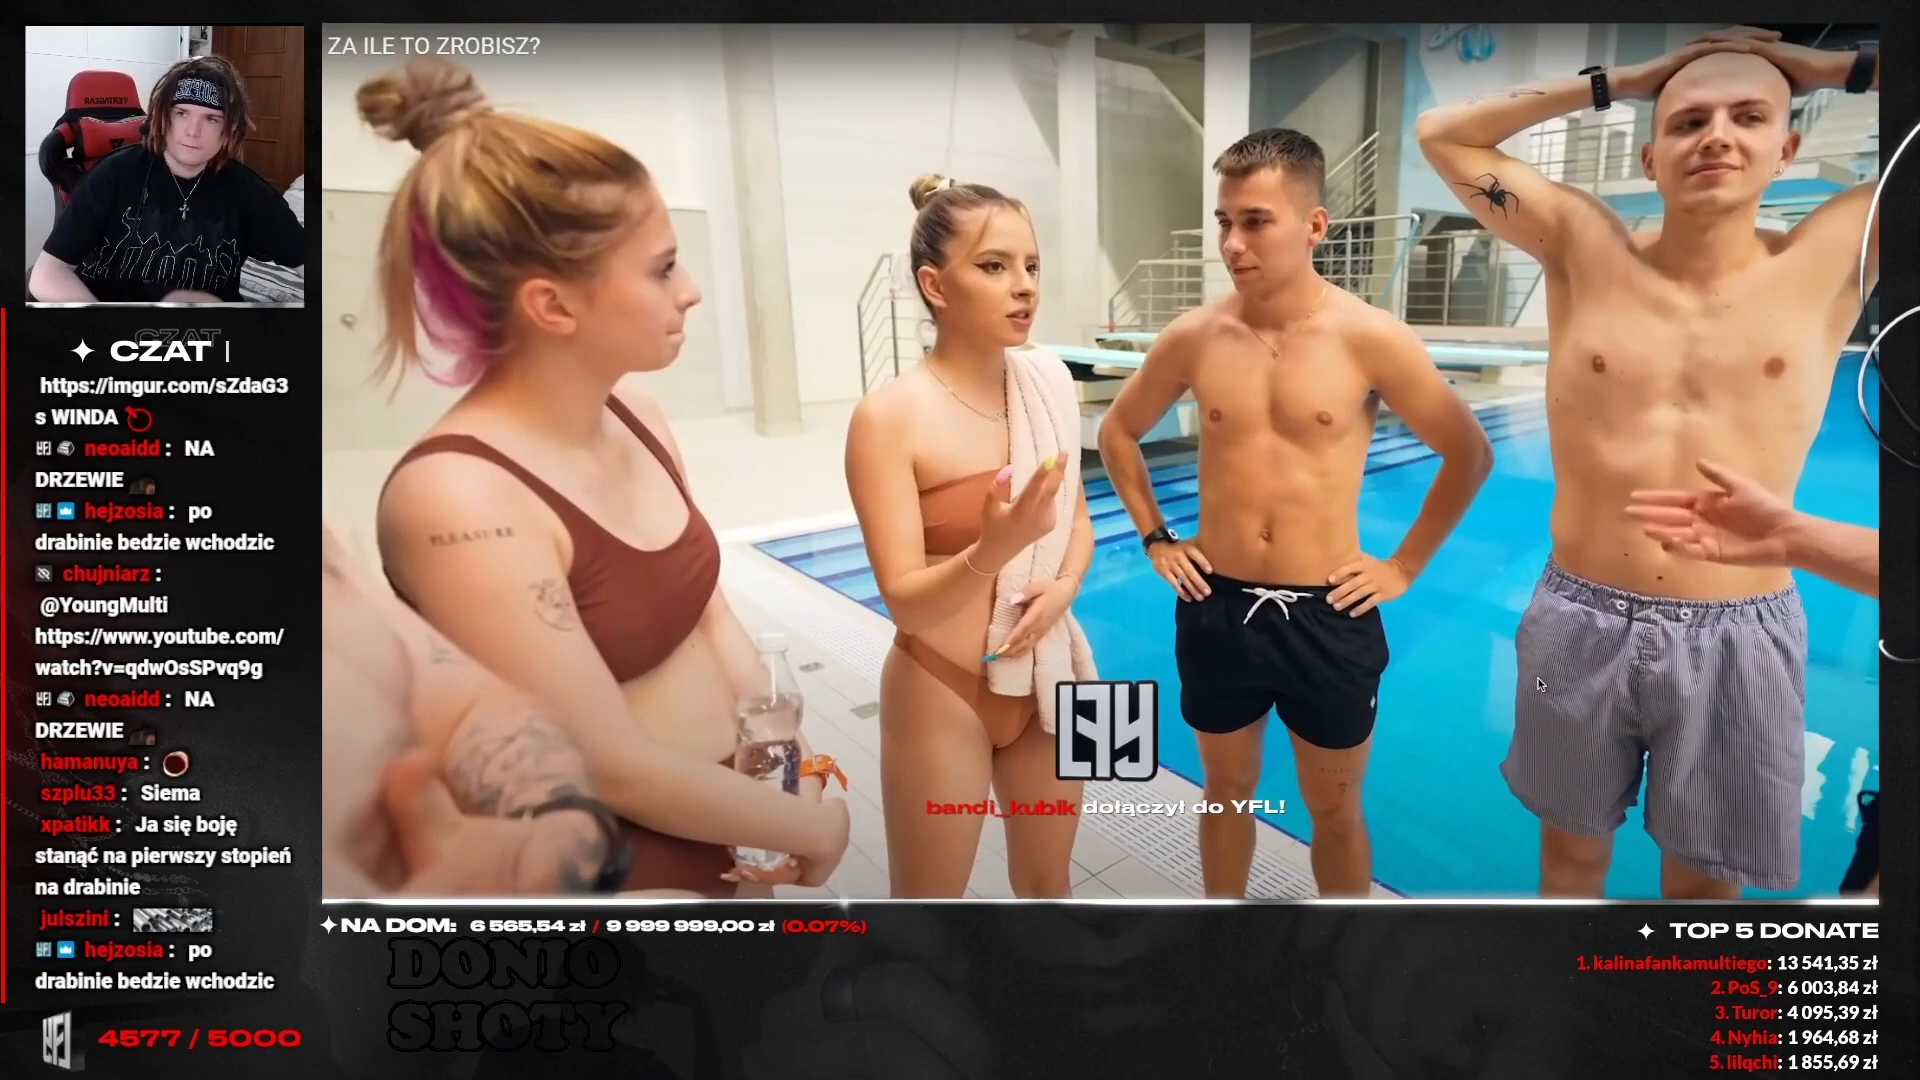 ZA ILE TO ZROBISZ?
VERTAGEAR
CZAT
✦ CZAT |
https://imgur.com/sZdaG3
s WINDA
neoaidd : NA
DRZEWIE
hejzosia : po
drabinie bedzie wchodzic
chujniarz :
@YoungMulti
https://www.youtube.com/
watch?v=qdwOsSPvq9g
neoaidd : NA
DRZEWIE
hamanuya :
szplu33 : Siema
xpatikk : Ja się boję
stanąć na pierwszy stopień
na drabinie
julszini :
hejzosia : po
drabinie bedzie wchodzic
4577 / 5000
PLEASURE
YFL
bandi_kubik dołączył do YFL!
✦ NA DOM: 6 565,54 zł / 9 999 999,00 zł (0.07%)
DONIO
SHOTY
✦ TOP 5 DONATE
1. kalinafankamultiego: 13 541,35 zł
2. PoS_9: 6 003,84 zł
3. Turor: 4 095,39 zł
4. Nyhia: 1 964,68 zł
5. lilqchi: 1 855,69 zł